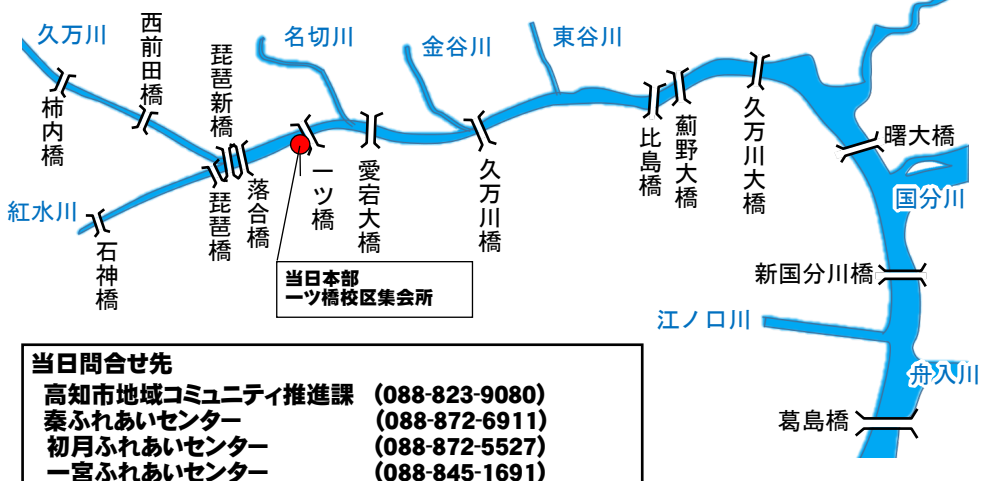 久万川
西前田橋
琵琶新橋
名切川
金谷川
東谷川
柿内橋
比島橋
薊野大橋
久万川大橋
曙大橋
国分川
紅水川
石神橋
琵琶橋
落合橋
一ツ橋
愛宕大橋
久万川橋
当日本部
一ツ橋校区集会所
新国分川橋
江ノ口川
舟入川
葛島橋
当日問合せ先
高知市地域コミュニティ推進課 (088-823-9080)
秦ふれあいセンター (088-872-6911)
初月ふれあいセンター (088-872-5527)
一宮ふれあいセンター (088-845-1691)